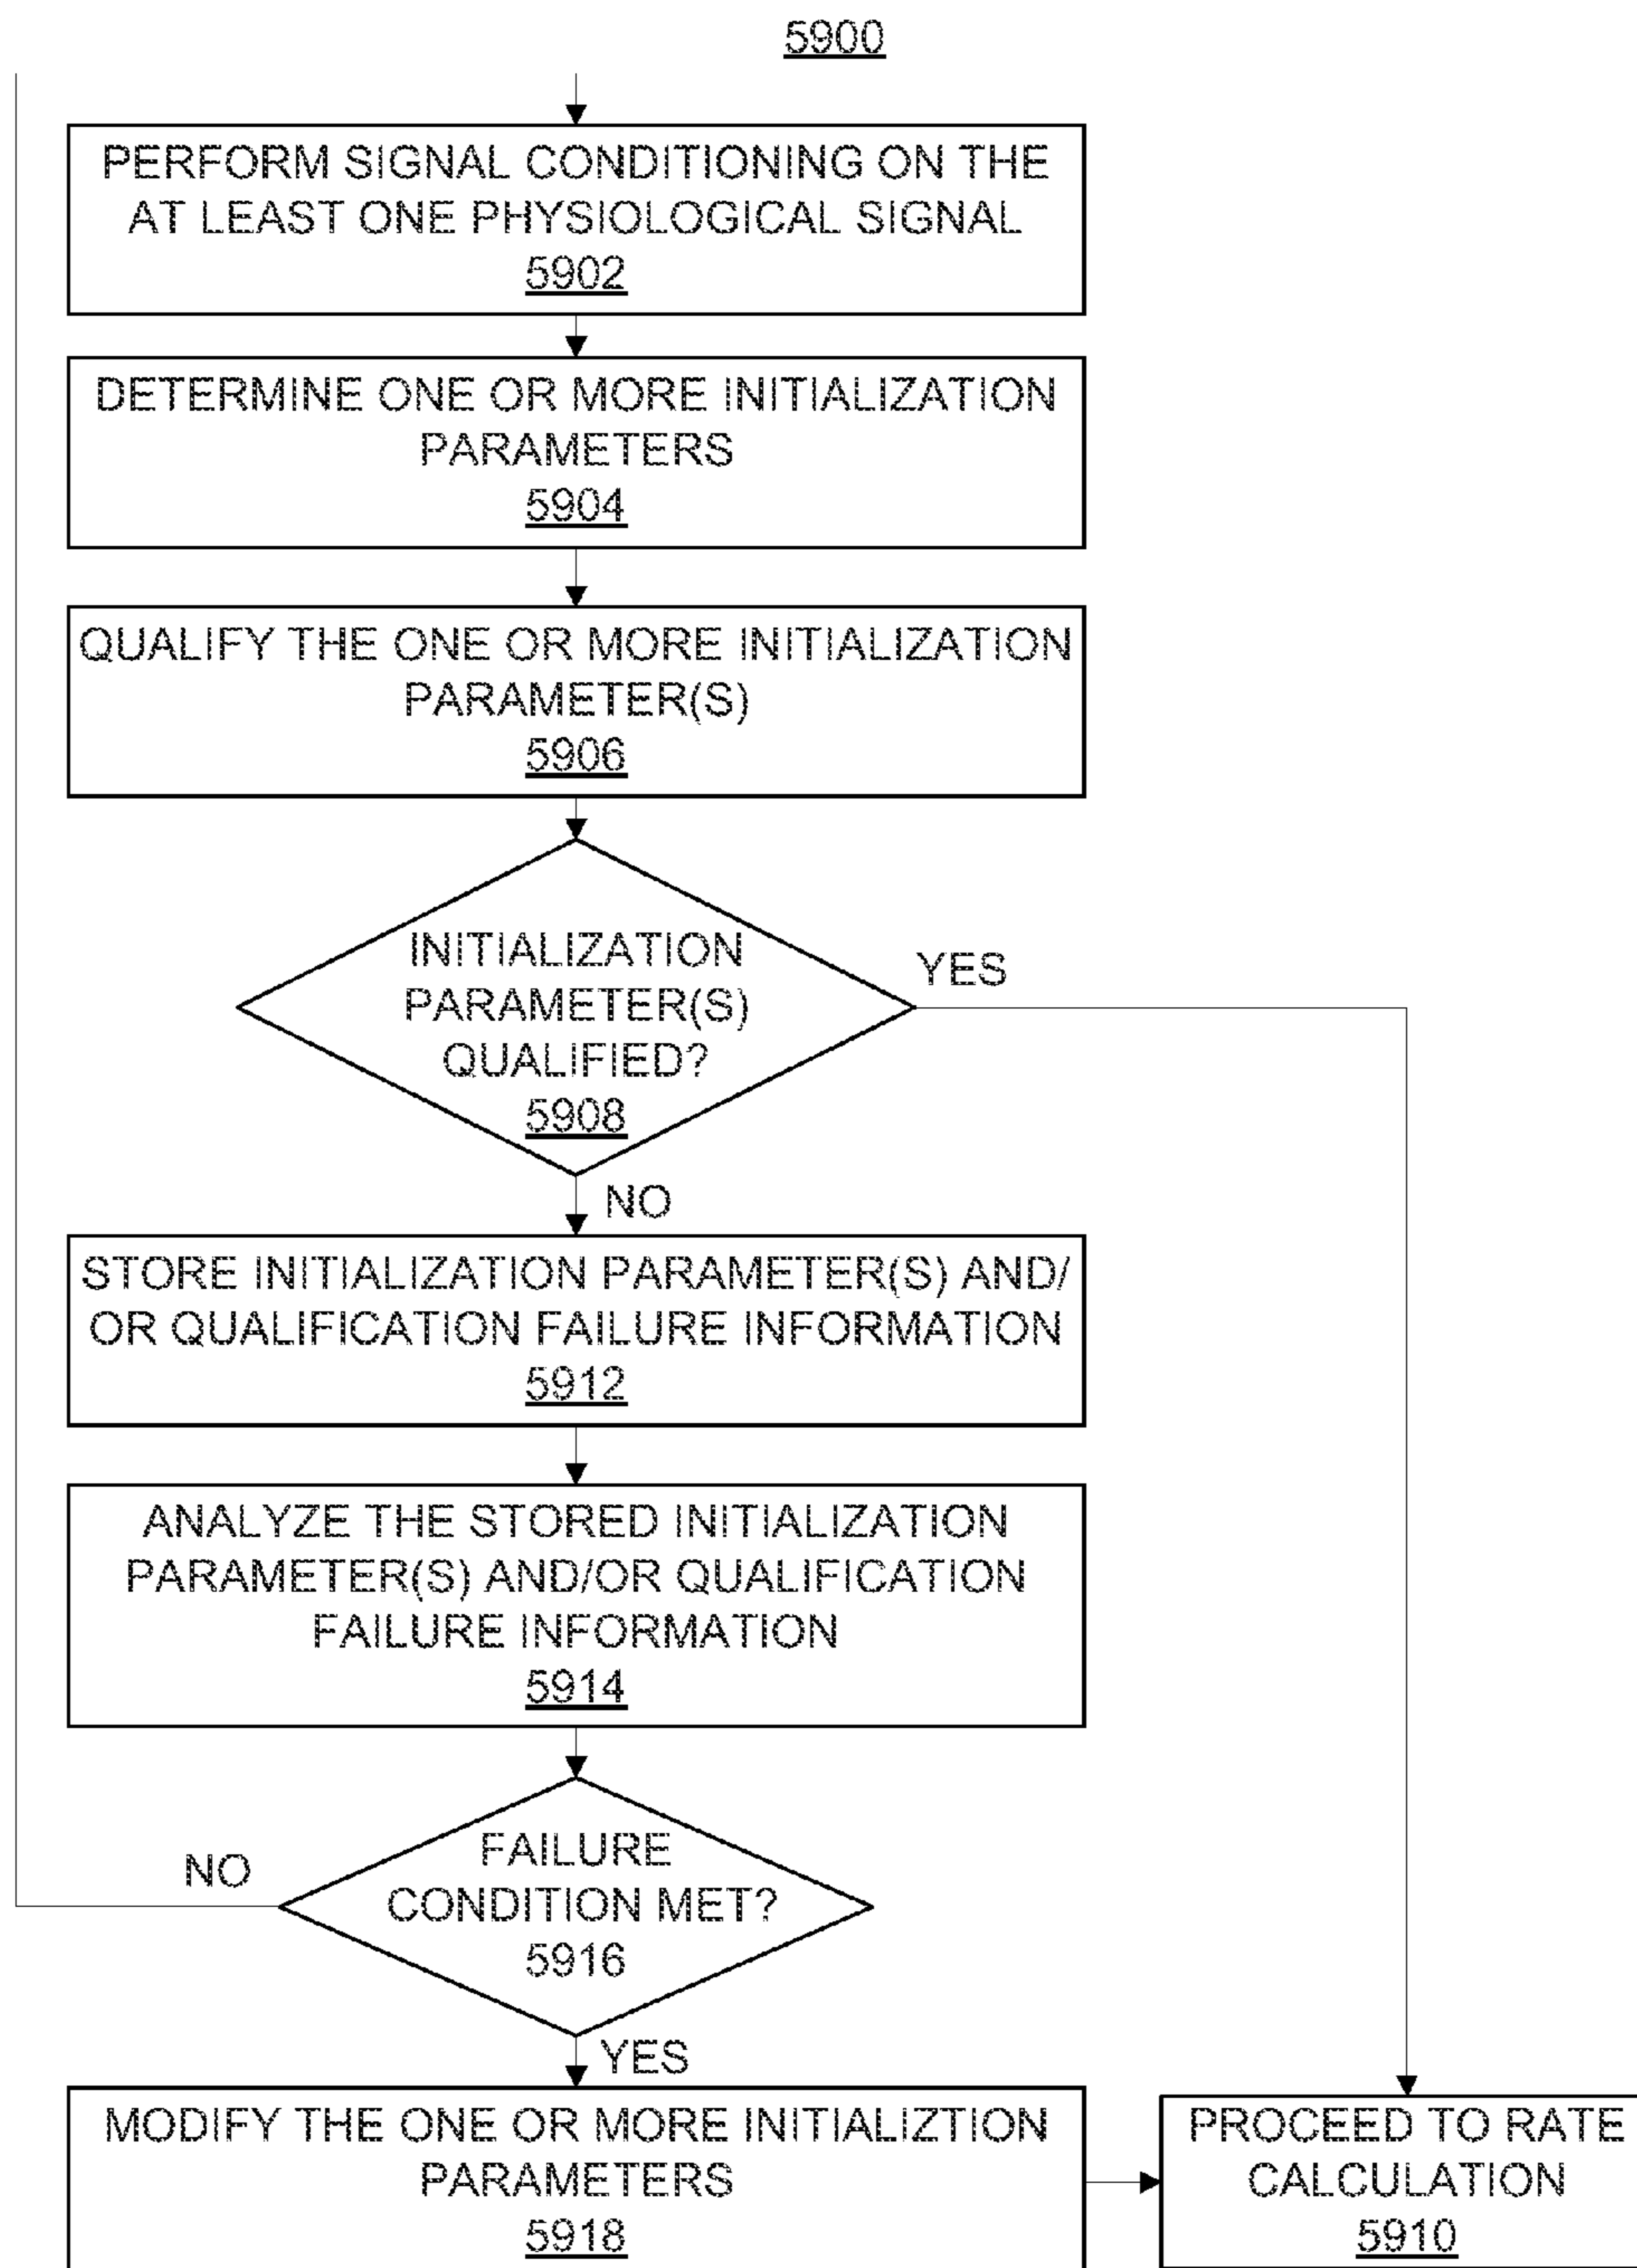 5900
PERFORM SIGNAL CONDITIONING ON THE
AT LEAST ONE PHYSIOLOGICAL SIGNAL
5902
DETERMINE ONE OR MORE INITIALIZATION
PARAMETERS
5904
QUALIFY THE ONE OR MORE INITIALIZATION
PARAMETER(S)
5906
INITIALIZATION
PARAMETER(S)
QUALIFIED?
5908
YES
NO
STORE INITIALIZATION PARAMETER(S) AND/
OR QUALIFICATION FAILURE INFORMATION
5912
ANALYZE THE STORED INITIALIZATION
PARAMETER(S) AND/OR QUALIFICATION
FAILURE INFORMATION
5914
FAILURE
CONDITION MET?
5916
NO
YES
MODIFY THE ONE OR MORE INITIALIZTION
PARAMETERS
5918
PROCEED TO RATE
CALCULATION
5910